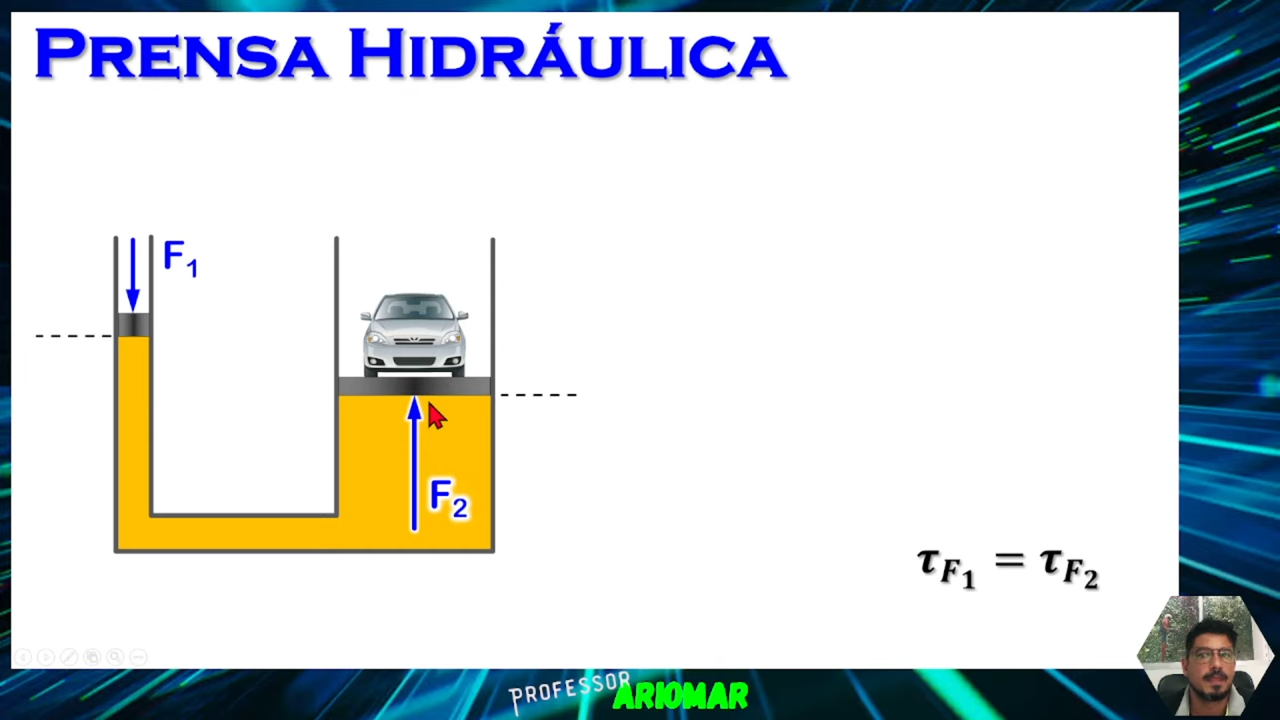 PRENSA HIDRÁULICA
F₁
F₂
τ_F₁ = τ_F₂
PROFESSOR
ARIOMAR